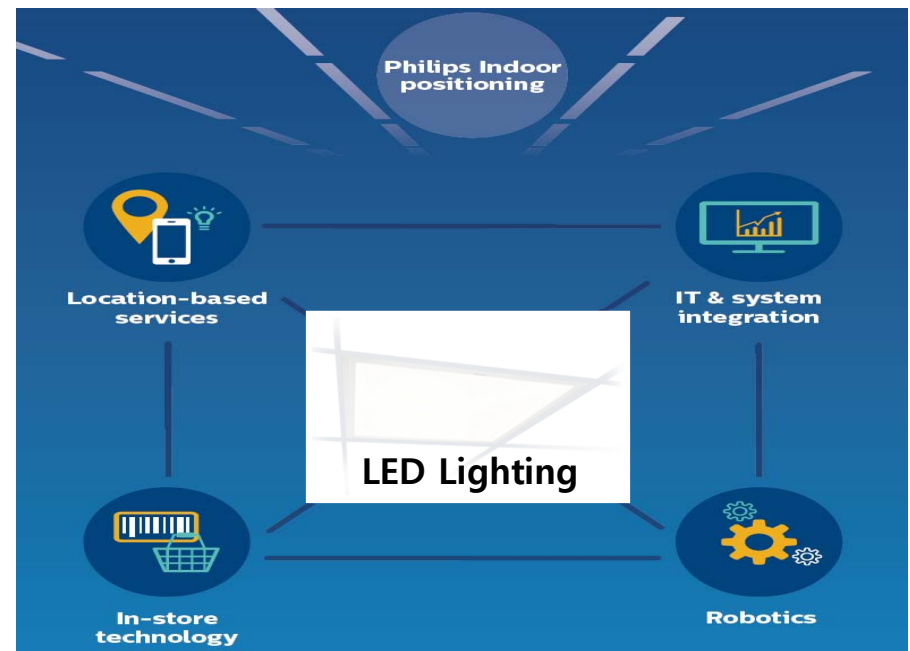 Philips Indoor
positioning
Location-based
services
IT & system
integration
LED Lighting
In-store
technology
Robotics